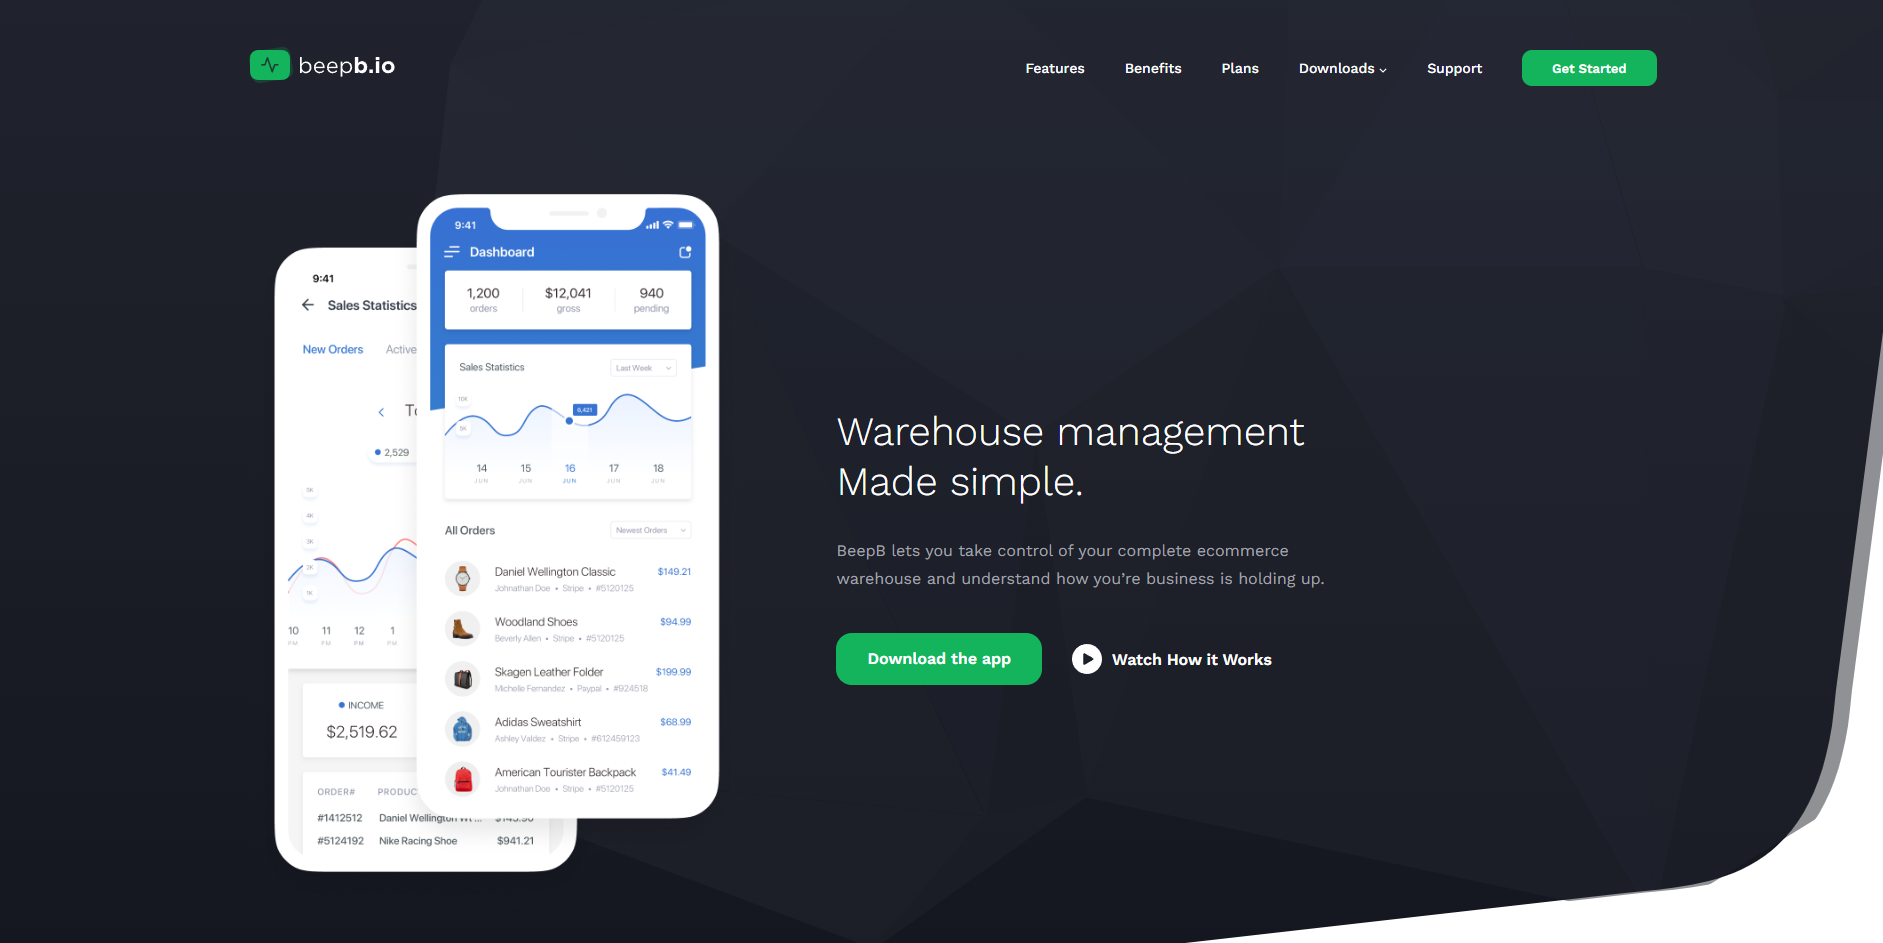 beepb.io
Features
Benefits
Plans
Downloads
Support
Get Started
9:41
Sales Statistics
New Orders
Active
2,529
5K
4K
3K
2K
1K
10 11 12 1
PM PM PM PM
INCOME
$2,519.62
ORDER# PRODUC
#1412512 Daniel Wellington
#5124192 Nike Racing Shoe $941.21
9:41
Dashboard
1,200 $12,041 940
orders gross pending
Sales Statistics Last Week
10K
5K
6,421
14 15 16 17 18
JUN JUN JUN JUN JUN
All Orders Newest Orders
Daniel Wellington Classic $149.21
Johnathan Doe • Stripe • #5120125
Woodland Shoes $94.99
Beverly Allen • Stripe • #5120125
Skagen Leather Folder $199.99
Michelle Fernandez • Paypal • #924518
Adidas Sweatshirt $68.99
Ashley Valdez • Stripe • #612459123
American Tourister Backpack $41.49
Johnathan Doe • Stripe • #5120125
Warehouse management
Made simple.
BeepB lets you take control of your complete ecommerce
warehouse and understand how you’re business is holding up.
Download the app
Watch How it Works